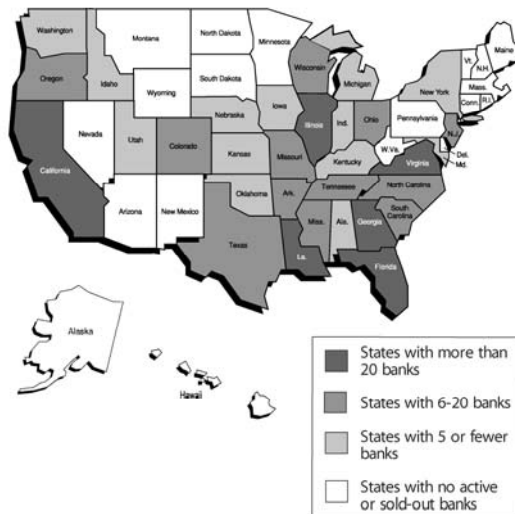 Washington
Montana
North Dakota
Minnesota
Maine
Vt.
N.H.
Oregon
Idaho
South Dakota
Wisconsin
Michigan
New York
Mass.
Wyoming
Conn.
R.I.
Nevada
Utah
Nebraska
Iowa
Pennsylvania
Illinois
Ind.
Ohio
N.J.
California
Colorado
Kansas
Missouri
W.Va.
Del.
Md.
Kentucky
Virginia
Arizona
New Mexico
Oklahoma
Ark.
Tennessee
North Carolina
South
Carolina
Texas
La.
Miss.
Ala.
Georgia
Florida
Alaska
Hawaii
States with more than
20 banks
States with 6-20 banks
States with 5 or fewer
banks
States with no active
or sold-out banks